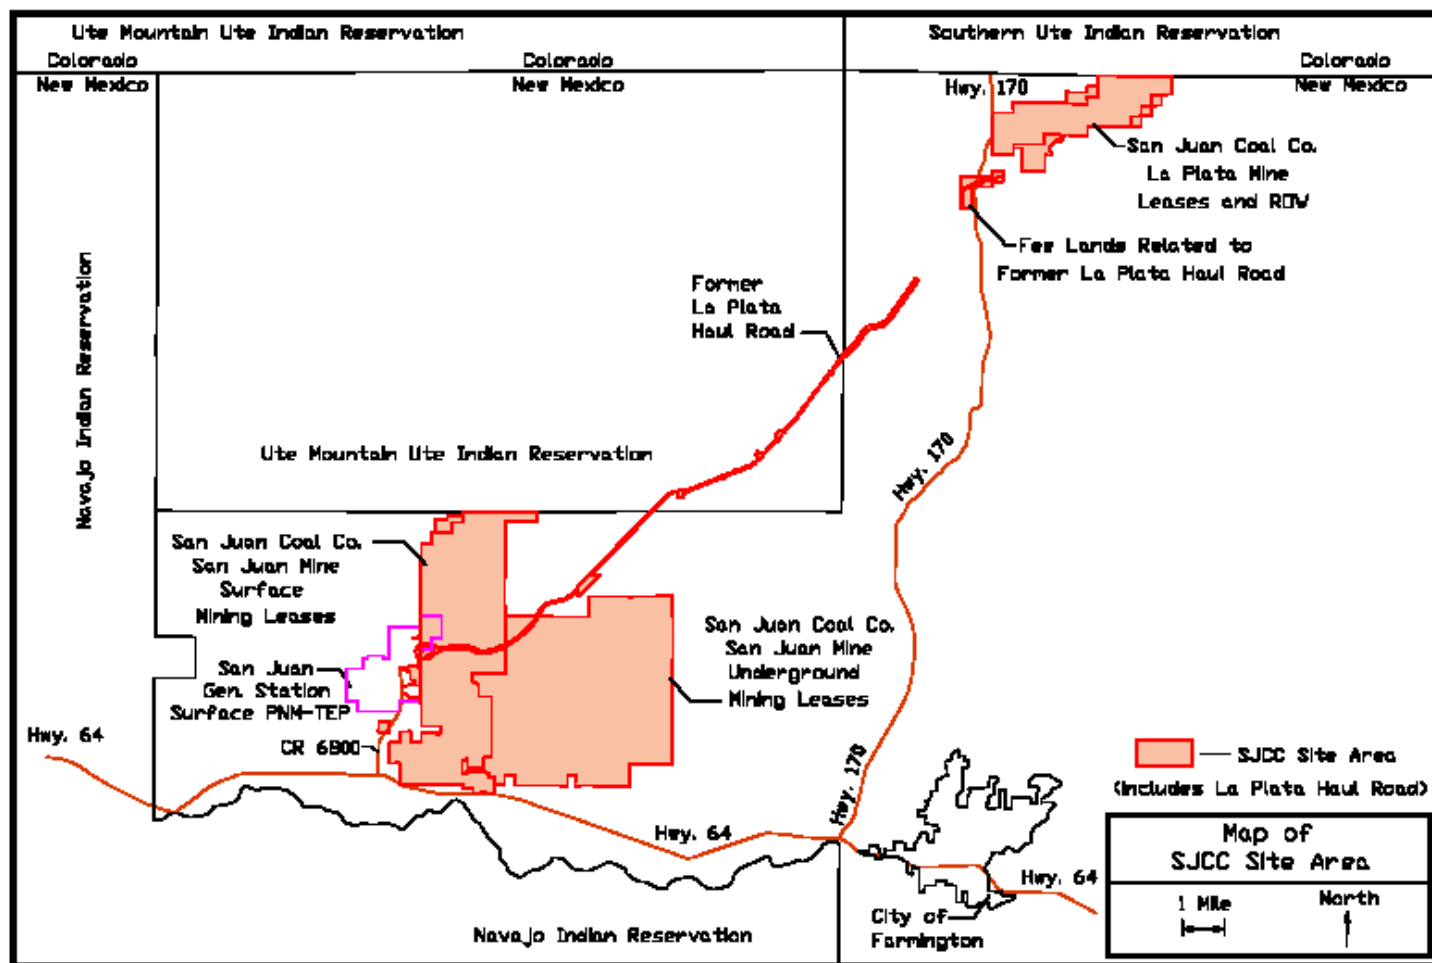 Ute Mountain Ute Indian Reservation
Southern Ute Indian Reservation
Colorado
Colorado
Colorado
New Mexico
New Mexico
New Mexico
Hwy. 170
San Juan Coal Co.
La Plata Mine
Leases and ROW
Fee Lands Related to
Former La Plata Haul Road
Navajo Indian Reservation
Former
La Plata
Haul Road
Ute Mountain Ute Indian Reservation
Hwy. 170
San Juan Coal Co.
San Juan Mine
Surface
Mining Leases
San Juan Coal Co.
San Juan Mine
Underground
Mining Leases
San Juan
Gen. Station
Surface PNM-TEP
CR 6800
Hwy. 64
Hwy. 170
Hwy. 64
SJCC Site Area
(Includes La Plata Haul Road)
Hwy. 64
City of
Farmington
Navajo Indian Reservation
Map of
SJCC Site Area
1 Mile
North